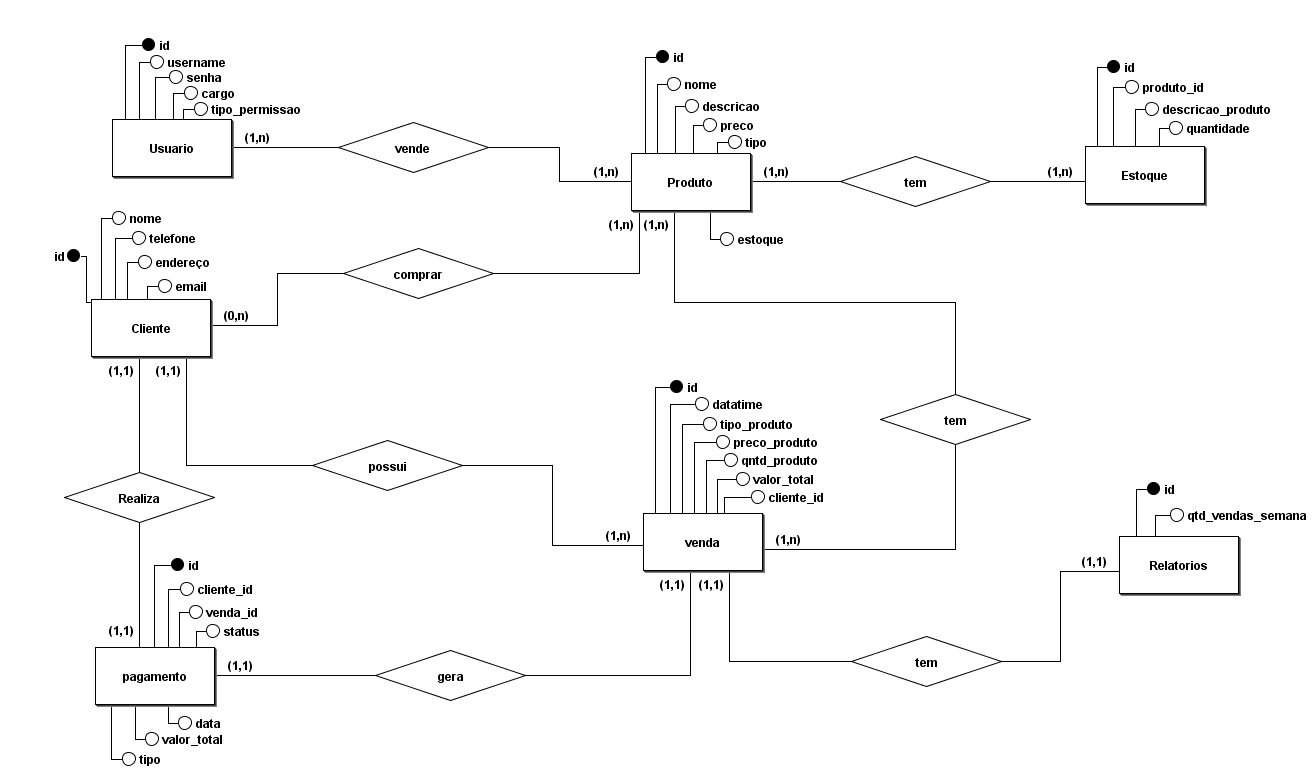 id
username
senha
cargo
tipo_permissao
Usuario
(1,n)
vende
(1,n)
id
nome
descricao
preco
tipo
Produto
estoque
(1,n)
tem
(1,n)
id
produto_id
descricao_produto
quantidade
Estoque
(1,n)
(1,n)
nome
telefone
id
endereço
email
Cliente
(0,n)
comprar
(1,1)
(1,1)
possui
(1,n)
Realiza
(1,1)
id
datatime
tipo_produto
preco_produto
qntd_produto
valor_total
cliente_id
venda
(1,n)
tem
(1,1)
(1,1)
id
qtd_vendas_semana
Relatorios
(1,1)
tem
id
cliente_id
venda_id
status
pagamento
(1,1)
gera
data
valor_total
tipo